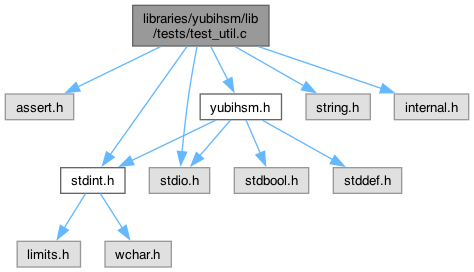 libraries/yubihsm/lib
/tests/test_util.c
assert.h
yubihsm.h
string.h
internal.h
stdint.h
stdio.h
stdbool.h
stddef.h
limits.h
wchar.h